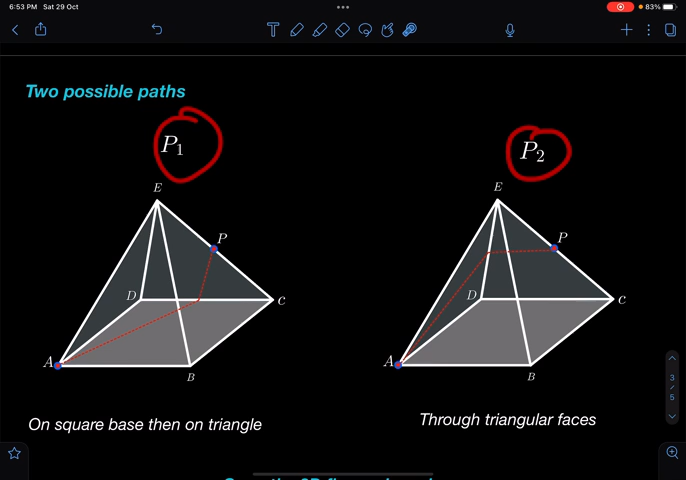 6:53 PM Sat 29 Oct
83%
Two possible paths
P1
P2
E
E
P
P
D
C
D
C
A
B
A
B
3
/
5
On square base then on triangle
Through triangular faces